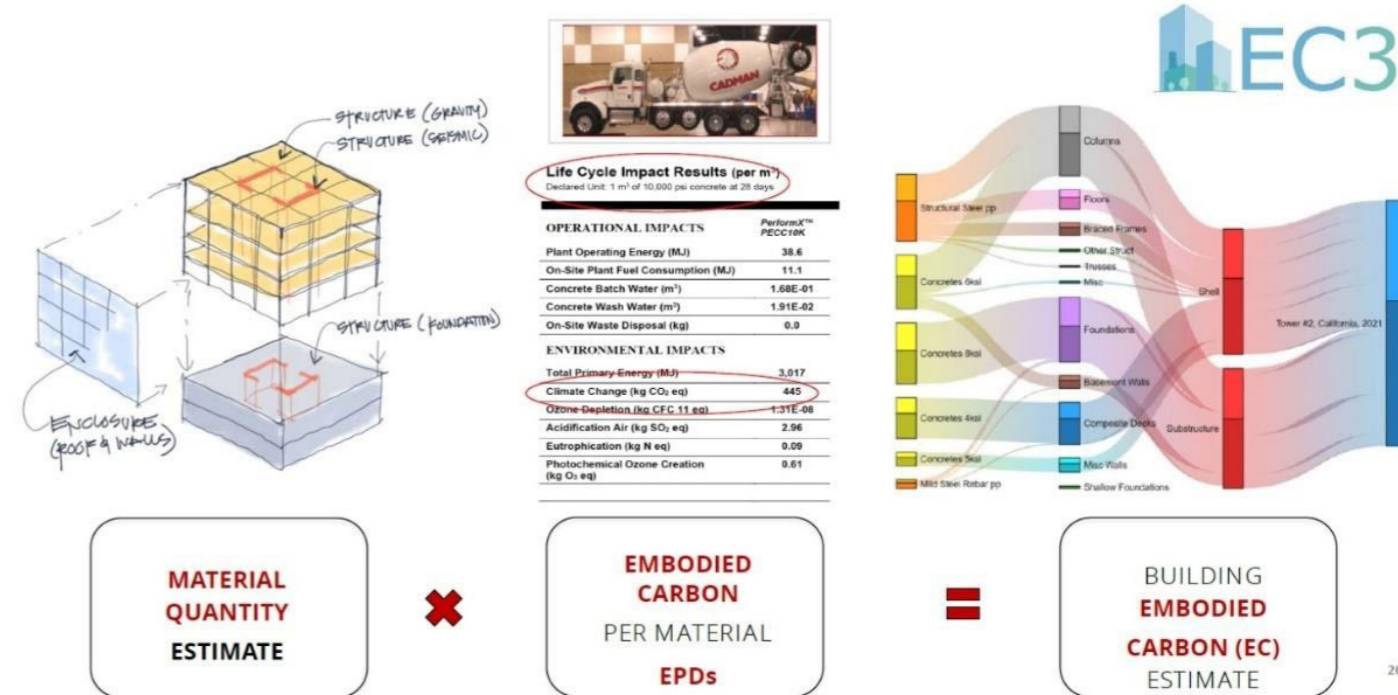 EC3
CADMAN
STRUCTURE (GRAVITY)
STRUCTURE (SEISMIC)
STRUCTURE (FOUNDATION)
ENCLOSURE
(ROOF & WALLS)
Life Cycle Impact Results (per m³)
Declared Unit: 1 m³ of 10,000 psi concrete at 28 days
OPERATIONAL IMPACTS PerformX™ PECC10K
Plant Operating Energy (MJ) 38.6
On-Site Plant Fuel Consumption (MJ) 11.1
Concrete Batch Water (m³) 1.68E-01
Concrete Wash Water (m³) 1.91E-02
On-Site Waste Disposal (kg) 0.0
ENVIRONMENTAL IMPACTS
Total Primary Energy (MJ) 3,017
Climate Change (kg CO₂ eq) 445
Ozone Depletion (kg CFC 11 eq) 1.31E-08
Acidification Air (kg SO₂ eq) 2.96
Eutrophication (kg N eq) 0.09
Photochemical Ozone Creation 0.61
(kg O₃ eq)
Structural Steel pp
Concretes 6ksi
Concretes 8ksi
Concretes 4ksi
Concretes 5ksi
Mild Steel Rebar pp
Columns
Floors
Braced Frames
Other Struct
Trusses
Misc
Foundations
Basement Walls
Composite Decks
Misc Walls
Shallow Foundations
Shell
Substructure
Tower #2, California, 2021
MATERIAL
QUANTITY
ESTIMATE
EMBODIED
CARBON
PER MATERIAL
EPDs
BUILDING
EMBODIED
CARBON (EC)
ESTIMATE